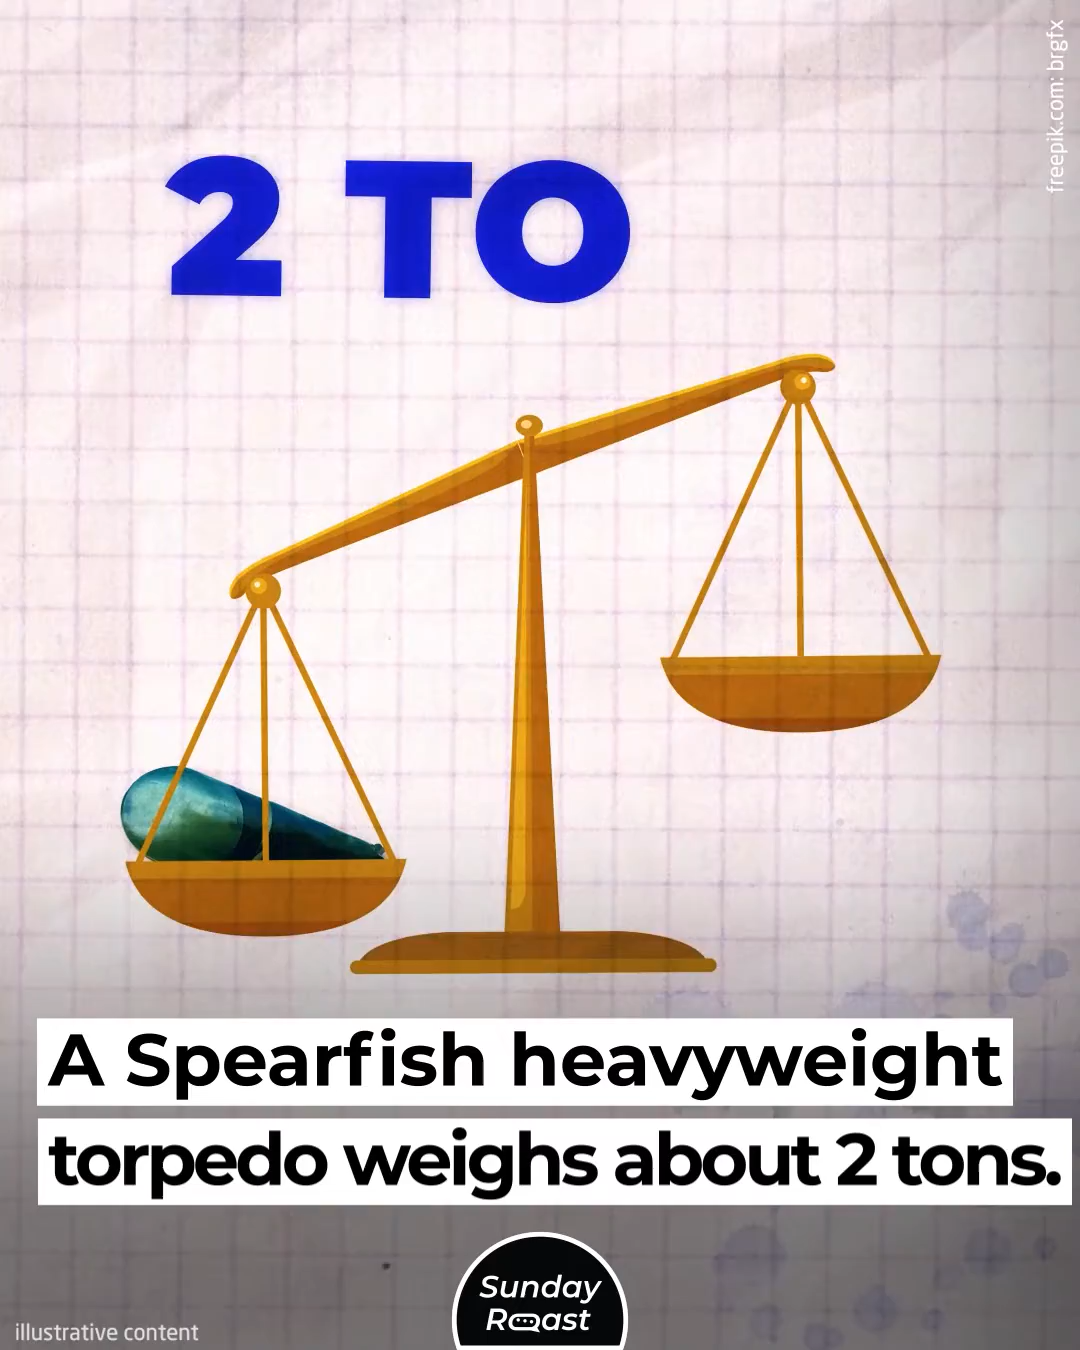 freepik.com: brgfx
2 TO
A Spearfish heavyweight
torpedo weighs about 2 tons.
Sunday
Roast
illustrative content